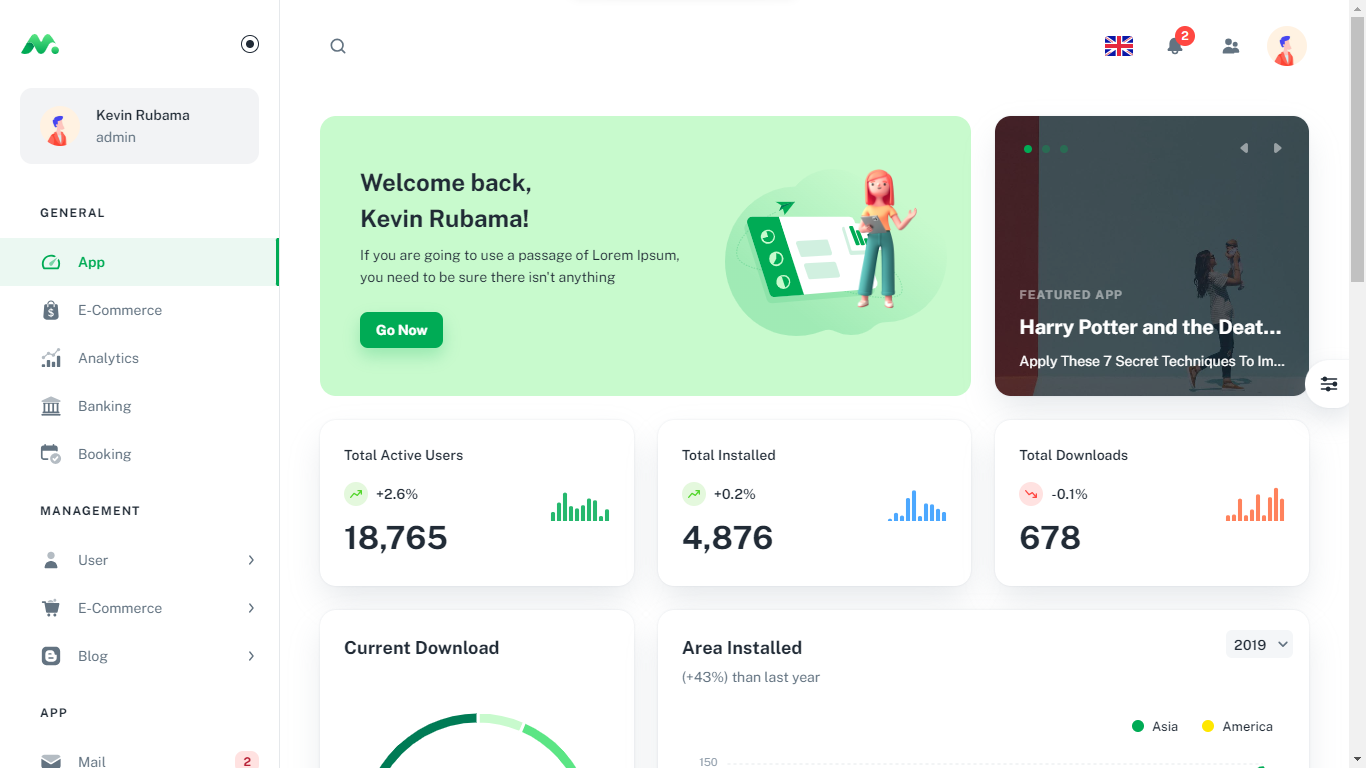 Kevin Rubama
admin
GENERAL
App
E-Commerce
Analytics
Banking
Booking
MANAGEMENT
User
E-Commerce
Blog
APP
Mail
2
2
Welcome back,
Kevin Rubama!
If you are going to use a passage of Lorem Ipsum,
you need to be sure there isn't anything
Go Now
FEATURED APP
Harry Potter and the Deat...
Apply These 7 Secret Techniques To Im...
Total Active Users
+2.6%
18,765
Total Installed
+0.2%
4,876
Total Downloads
-0.1%
678
Current Download
Area Installed
2019
(+43%) than last year
Asia
America
150